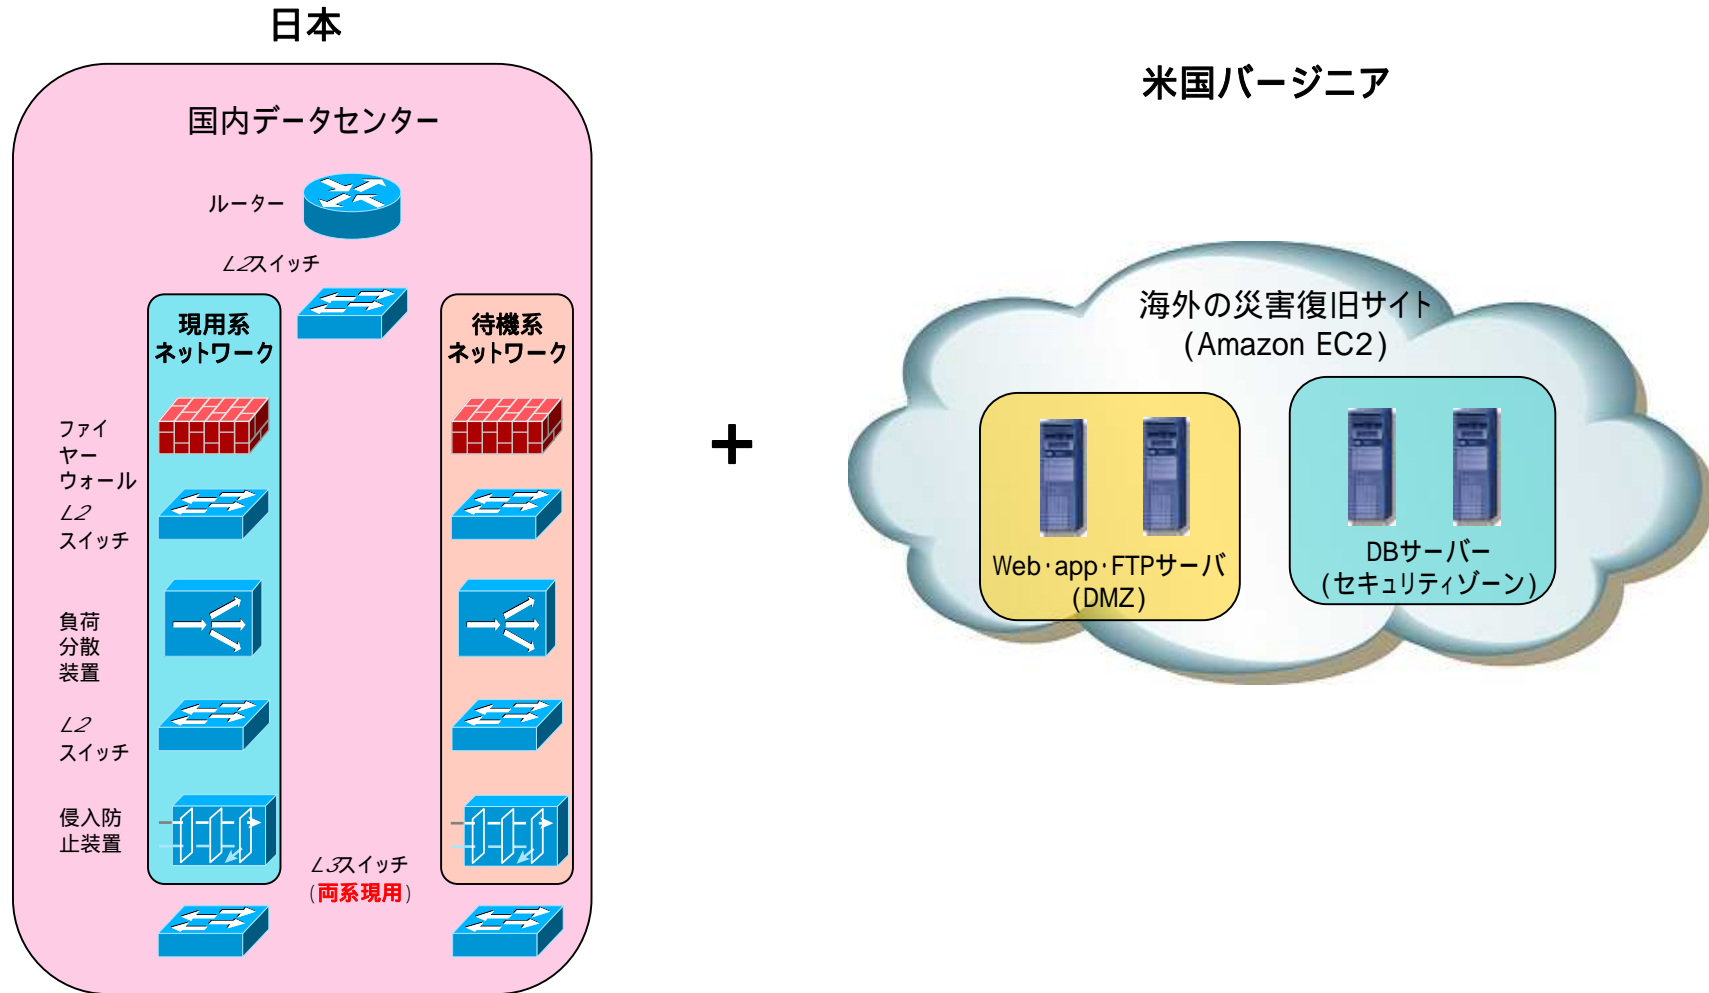 日本
国内データセンター
ルーター
L2スイッチ
現用系
ネットワーク
待機系
ネットワーク
ファイ
ヤー
ウォール
L2
スイッチ
負荷
分散
装置
L2
スイッチ
侵入防
止装置
L3スイッチ
(両系現用)
+
米国バージニア
海外の災害復旧サイト
(Amazon EC2)
Web・app・FTPサーバ
(DMZ)
DBサーバー
(セキュリティゾーン)